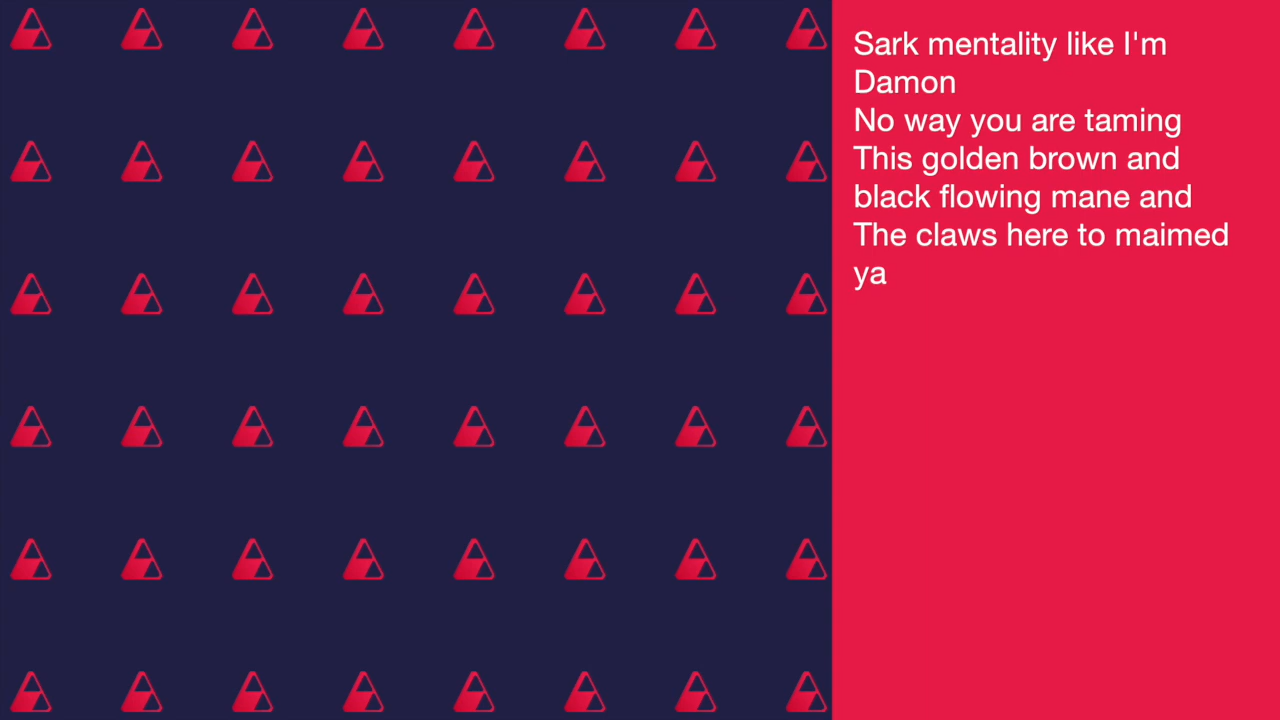 Sark mentality like I'm
Damon
No way you are taming
This golden brown and
black flowing mane and
The claws here to maimed
ya